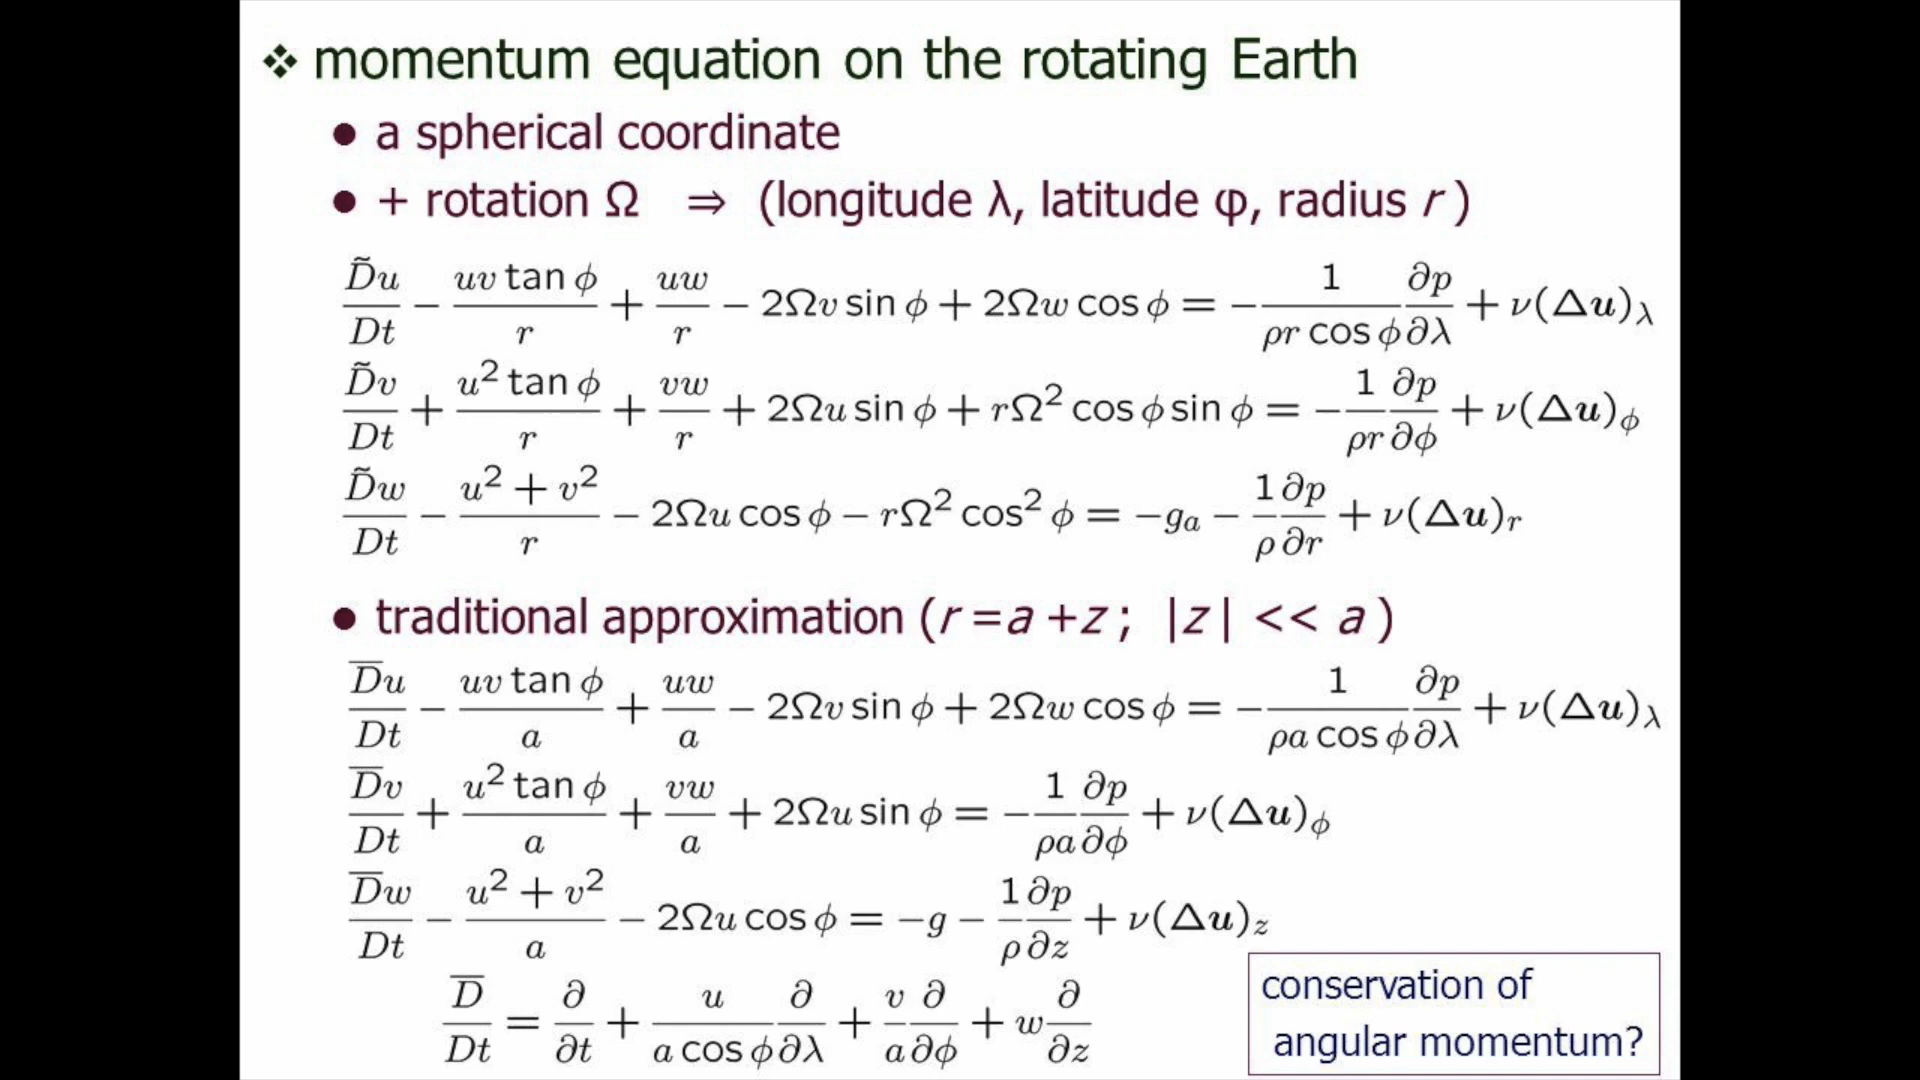 ❖ momentum equation on the rotating Earth
● a spherical coordinate
● + rotation Ω ⇒ (longitude λ, latitude φ, radius r )
D̃u/Dt − uv tan ϕ/r + uw/r − 2Ωv sin ϕ + 2Ωw cos ϕ = − 1/(ρr cos ϕ) ∂p/∂λ + ν(Δu)_λ
D̃v/Dt + u² tan ϕ/r + vw/r + 2Ωu sin ϕ + rΩ² cos ϕ sin ϕ = − 1/(ρr) ∂p/∂ϕ + ν(Δu)_ϕ
D̃w/Dt − (u² + v²)/r − 2Ωu cos ϕ − rΩ² cos² ϕ = −g_a − 1/ρ ∂p/∂r + ν(Δu)_r
● traditional approximation (r =a +z ; |z | << a )
D̅u/Dt − uv tan ϕ/a + uw/a − 2Ωv sin ϕ + 2Ωw cos ϕ = − 1/(ρa cos ϕ) ∂p/∂λ + ν(Δu)_λ
D̅v/Dt + u² tan ϕ/a + vw/a + 2Ωu sin ϕ = − 1/(ρa) ∂p/∂ϕ + ν(Δu)_ϕ
D̅w/Dt − (u² + v²)/a − 2Ωu cos ϕ = −g − 1/ρ ∂p/∂z + ν(Δu)_z
D̅/Dt = ∂/∂t + u/(a cos ϕ) ∂/∂λ + v/a ∂/∂ϕ + w ∂/∂z
conservation of
angular momentum?